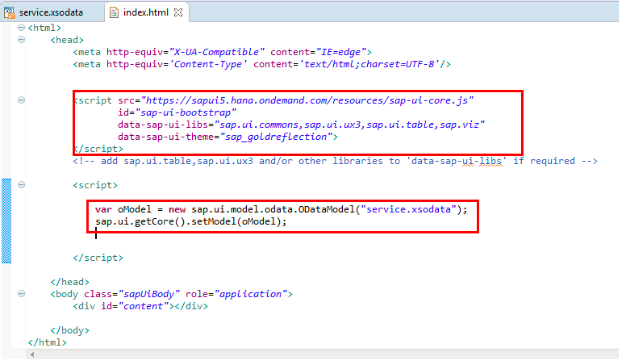 service.xsodata
index.html
<html>
<head>
<meta http-equiv="X-UA-Compatible" content="IE=edge">
<meta http-equiv='Content-Type' content='text/html;charset=UTF-8'/>
<script src="https://sapui5.hana.ondemand.com/resources/sap-ui-core.js"
id="sap-ui-bootstrap"
data-sap-ui-libs="sap.ui.commons,sap.ui.ux3,sap.ui.table,sap.viz"
data-sap-ui-theme="sap_goldreflection">
</script>
<!-- add sap.ui.table,sap.ui.ux3 and/or other libraries to 'data-sap-ui-libs' if required -->
<script>
var oModel = new sap.ui.model.odata.ODataModel("service.xsodata");
sap.ui.getCore().setModel(oModel);
</script>
</head>
<body class="sapUiBody" role="application">
<div id="content"></div>
</body>
</html>